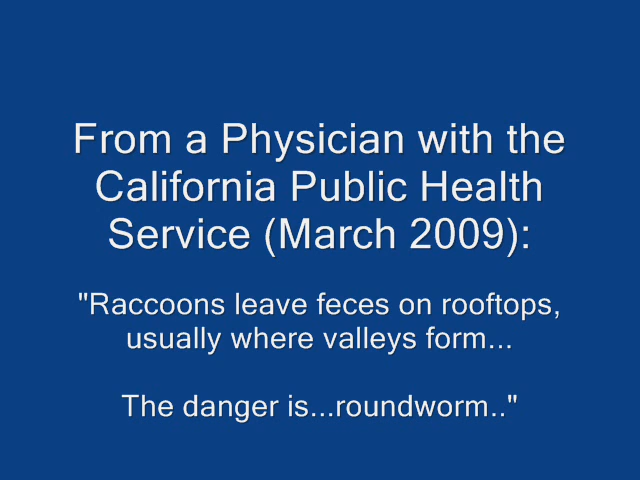 From a Physician with the
California Public Health
Service (March 2009):
"Raccoons leave feces on rooftops,
usually where valleys form...
The danger is...roundworm.."